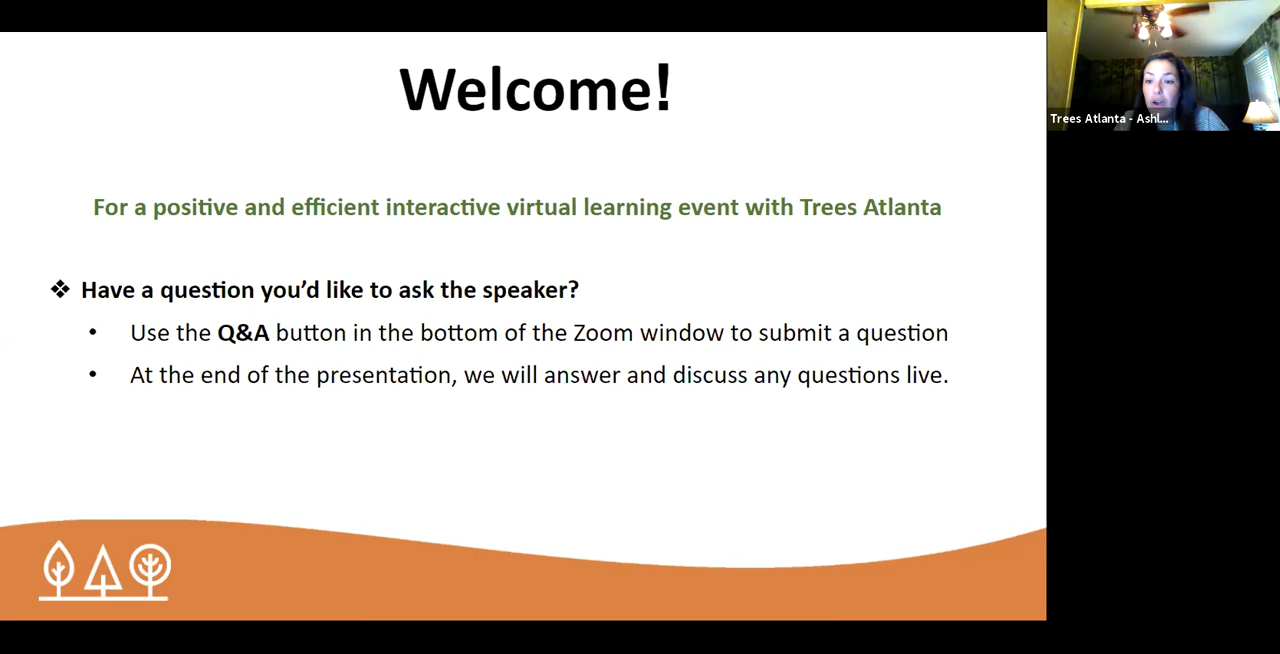 Welcome!
For a positive and efficient interactive virtual learning event with Trees Atlanta
❖ Have a question you’d like to ask the speaker?
• Use the Q&A button in the bottom of the Zoom window to submit a question
• At the end of the presentation, we will answer and discuss any questions live.
Trees Atlanta - Ashl...